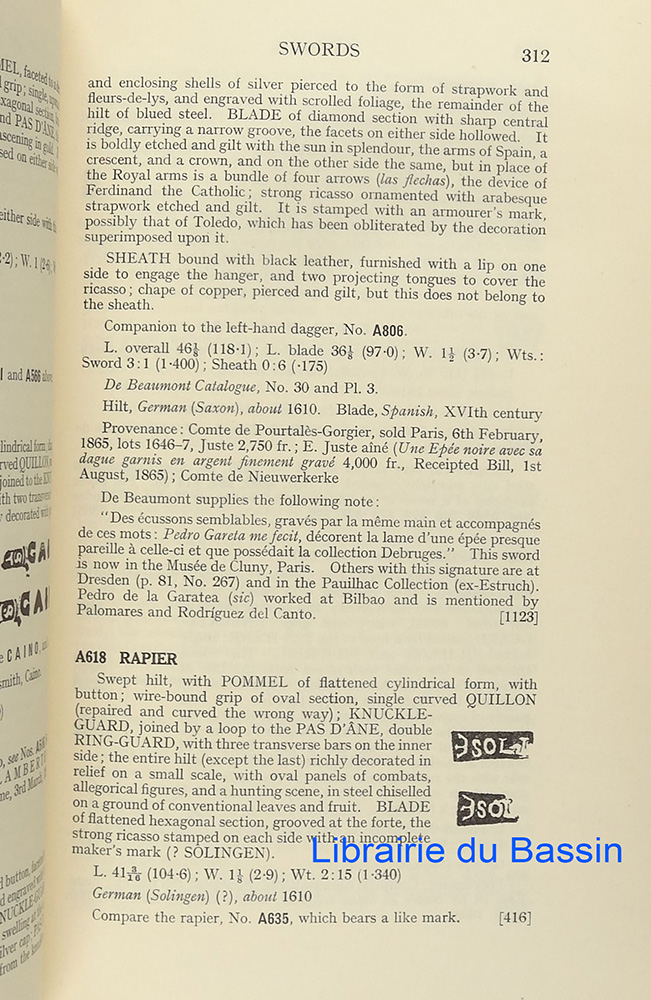 SWORDS 312
and enclosing shells of silver pierced to the form of strapwork and
fleurs-de-lys, and engraved with scrolled foliage, the remainder of the
hilt of blued steel. BLADE of diamond section with sharp central
ridge, carrying a narrow groove, the facets on either side hollowed. It
is boldly etched and gilt with the sun in splendour, the arms of Spain, a
crescent, and a crown, and on the other side the same, but in place of
the Royal arms is a bundle of four arrows (las flechas), the device of
Ferdinand the Catholic; strong ricasso ornamented with arabesque
strapwork etched and gilt. It is stamped with an armourer's mark,
possibly that of Toledo, which has been obliterated by the decoration
superimposed upon it.
SHEATH bound with black leather, furnished with a lip on one
side to engage the hanger, and two projecting tongues to cover the
ricasso; chape of copper, pierced and gilt, but this does not belong to
the sheath.
Companion to the left-hand dagger, No. A806.
L. overall 46⅛ (118·1); L. blade 36⅛ (97·0); W. 1½ (3·7); Wts.:
Sword 3:1 (1·400); Sheath 0:6 (·175)
De Beaumont Catalogue, No. 30 and Pl. 3.
Hilt, German (Saxon), about 1610. Blade, Spanish, XVIth century
Provenance: Comte de Pourtalès-Gorgier, sold Paris, 6th February,
1865, lots 1646-7, Juste 2,750 fr.; E. Juste aîné (Une Epée noire avec sa
dague garnis en argent finement gravé 4,000 fr., Receipted Bill, 1st
August, 1865); Comte de Nieuwerkerke
De Beaumont supplies the following note:
"Des écussons semblables, gravés par la même main et accompagnés
de ces mots: Pedro Gareta me fecit, décorent la lame d'une épée presque
pareille à celle-ci et que possédait la collection Debruges." This sword
is now in the Musée de Cluny, Paris. Others with this signature are at
Dresden (p. 81, No. 267) and in the Pauilhac Collection (ex-Estruch).
Pedro de la Garatea (sic) worked at Bilbao and is mentioned by
Palomares and Rodríguez del Canto. [1123]
A618 RAPIER
Swept hilt, with POMMEL of flattened cylindrical form, with
button; wire-bound grip of oval section, single curved QUILLON
(repaired and curved the wrong way); KNUCKLE-
GUARD, joined by a loop to the PAS D'ÂNE, double
RING-GUARD, with three transverse bars on the inner
side; the entire hilt (except the last) richly decorated in
relief on a small scale, with oval panels of combats,
allegorical figures, and a hunting scene, in steel chiselled
on a ground of conventional leaves and fruit. BLADE
of flattened hexagonal section, grooved at the forte, the
strong ricasso stamped on each side with an incomplete
maker's mark (? SOLINGEN).
L. 41 3/16 (104·6); W. 1⅛ (2·9); Wt. 2:15 (1·340)
German (Solingen) (?), about 1610
Compare the rapier, No. A635, which bears a like mark. [416]
Librairie du Bassin